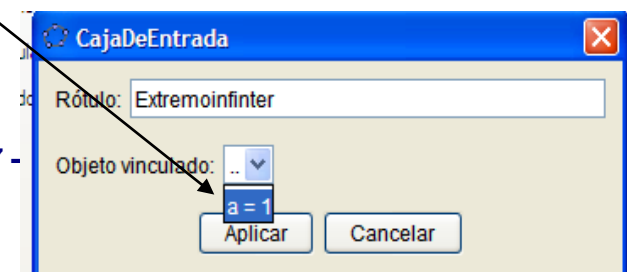 CajaDeEntrada
Rótulo: Extremoinfinter
Objeto vinculado: ..
a = 1
Aplicar Cancelar